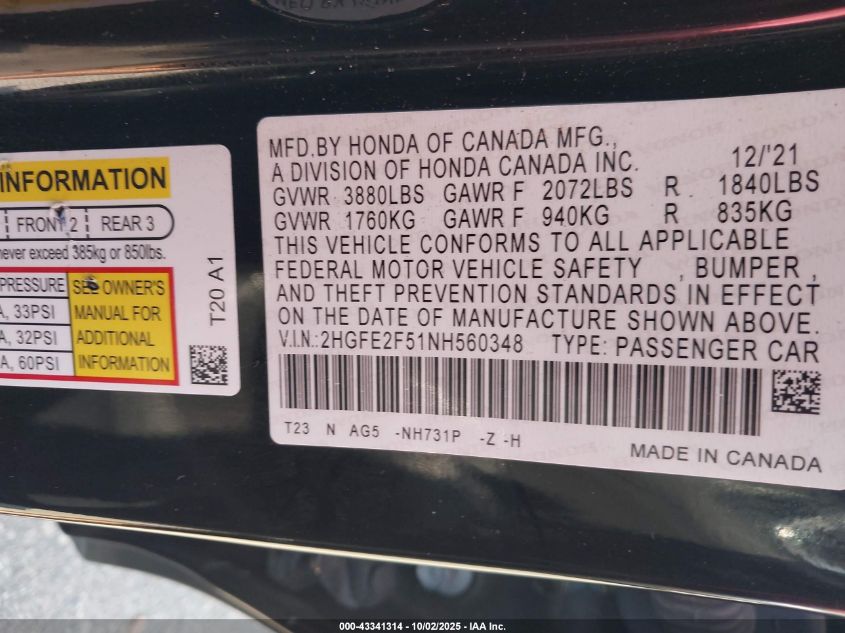 INFORMATION
FRONT 2 REAR 3
never exceed 385kg or 850lbs.
PRESSURE
SEE OWNER'S
MANUAL FOR
ADDITIONAL
INFORMATION
A, 33PSI
A, 32PSI
A, 60PSI
T20 A1
MFD.BY HONDA OF CANADA MFG.,
A DIVISION OF HONDA CANADA INC. 12/'21
GVWR 3880LBS GAWR F 2072LBS R 1840LBS
GVWR 1760KG GAWR F 940KG R 835KG
THIS VEHICLE CONFORMS TO ALL APPLICABLE
FEDERAL MOTOR VEHICLE SAFETY , BUMPER ,
AND THEFT PREVENTION STANDARDS IN EFFECT
ON THE DATE OF MANUFACTURE SHOWN ABOVE.
V.I.N.:2HGFE2F51NH560348 TYPE: PASSENGER CAR
T23 N AG5 -NH731P -Z -H
MADE IN CANADA
000-43341314 | 10/02/2025 - IAA Inc.